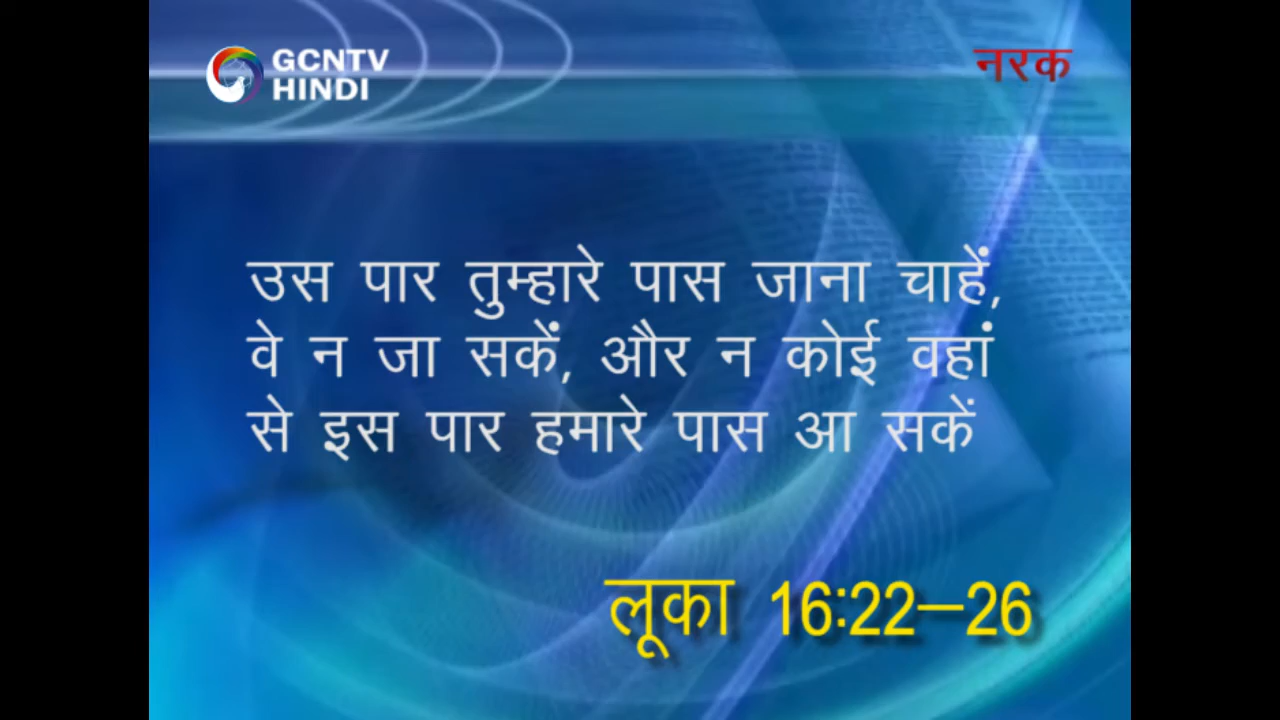 GCNTV
HINDI
नरक
उस पार तुम्हारे पास जाना चाहें,
वे न जा सकें, और न कोई वहां
से इस पार हमारे पास आ सकें
लूका 16:22–26